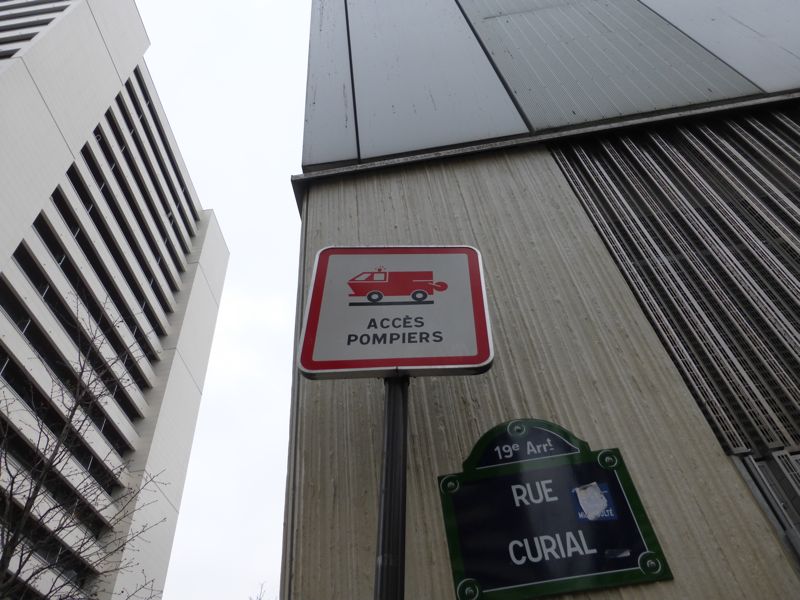 ACCÈS
POMPIERS
19e Arrt
RUE
CURIAL